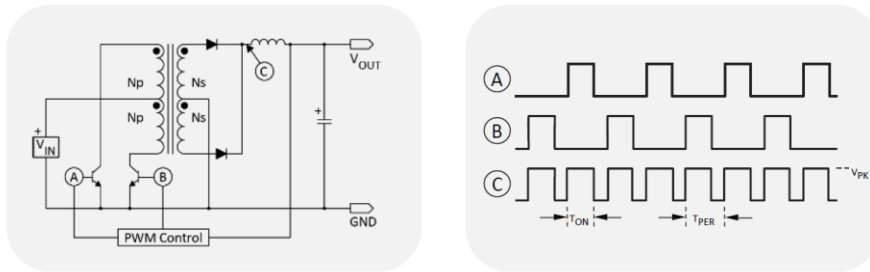 Np
Ns
Np
Ns
C
V_OUT
+
+
V_IN
A
B
GND
PWM Control
A
B
C
V_PK
T_ON
T_PER